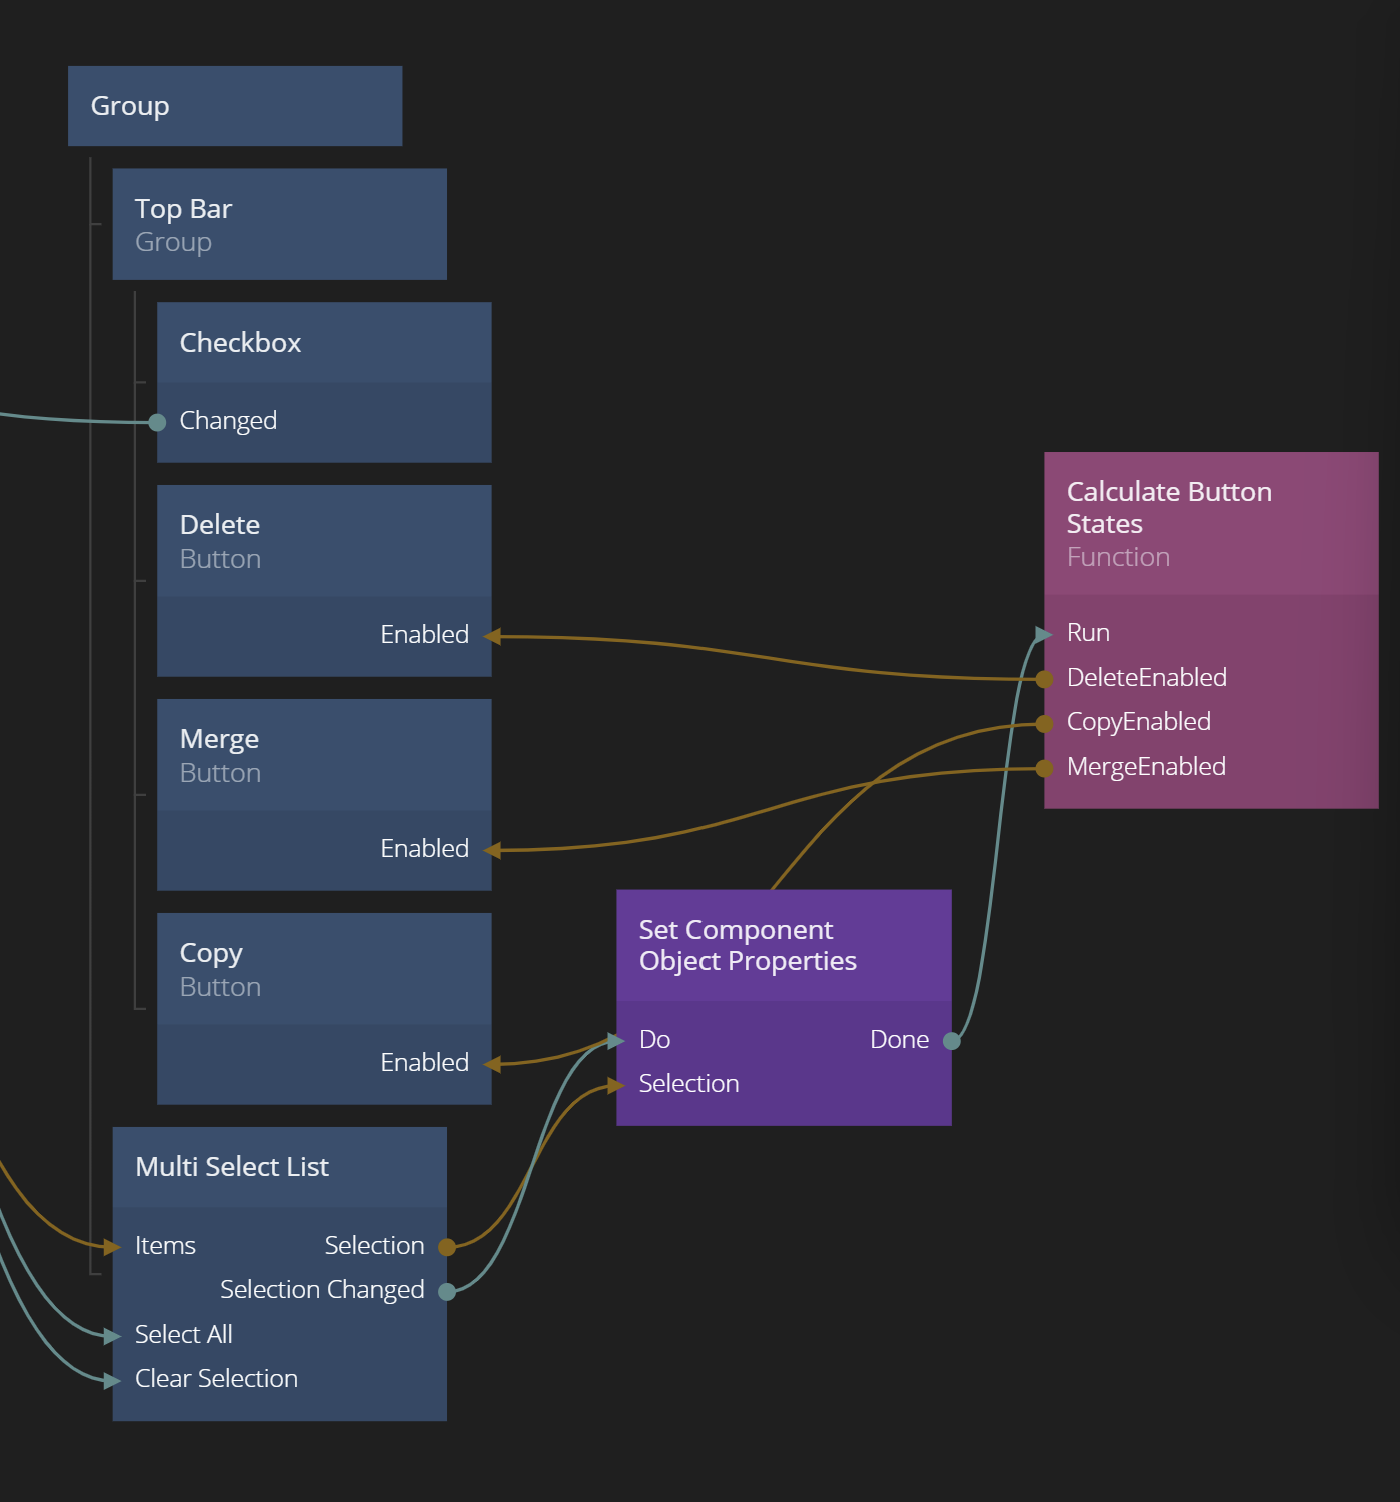 Group
Top Bar
Group
Checkbox
Changed
Delete
Button
Enabled
Merge
Button
Enabled
Copy
Button
Enabled
Multi Select List
Items
Selection
Selection Changed
Select All
Clear Selection
Set Component
Object Properties
Do
Done
Selection
Calculate Button
States
Function
Run
DeleteEnabled
CopyEnabled
MergeEnabled